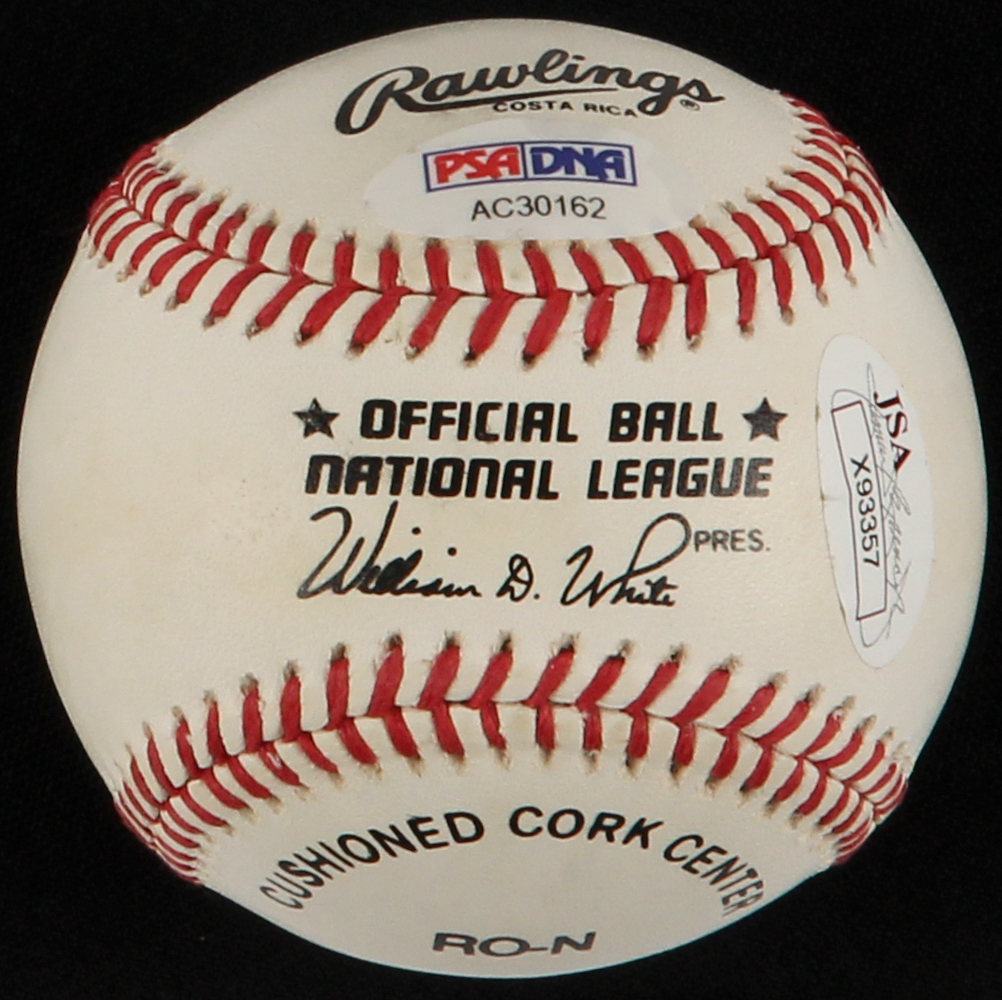 Rawlings®
COSTA RICA
PSA DNA
AC30162
★ OFFICIAL BALL ★
NATIONAL LEAGUE
William D. White PRES.
JSA
X93357
CUSHIONED CORK CENTER
RO-N